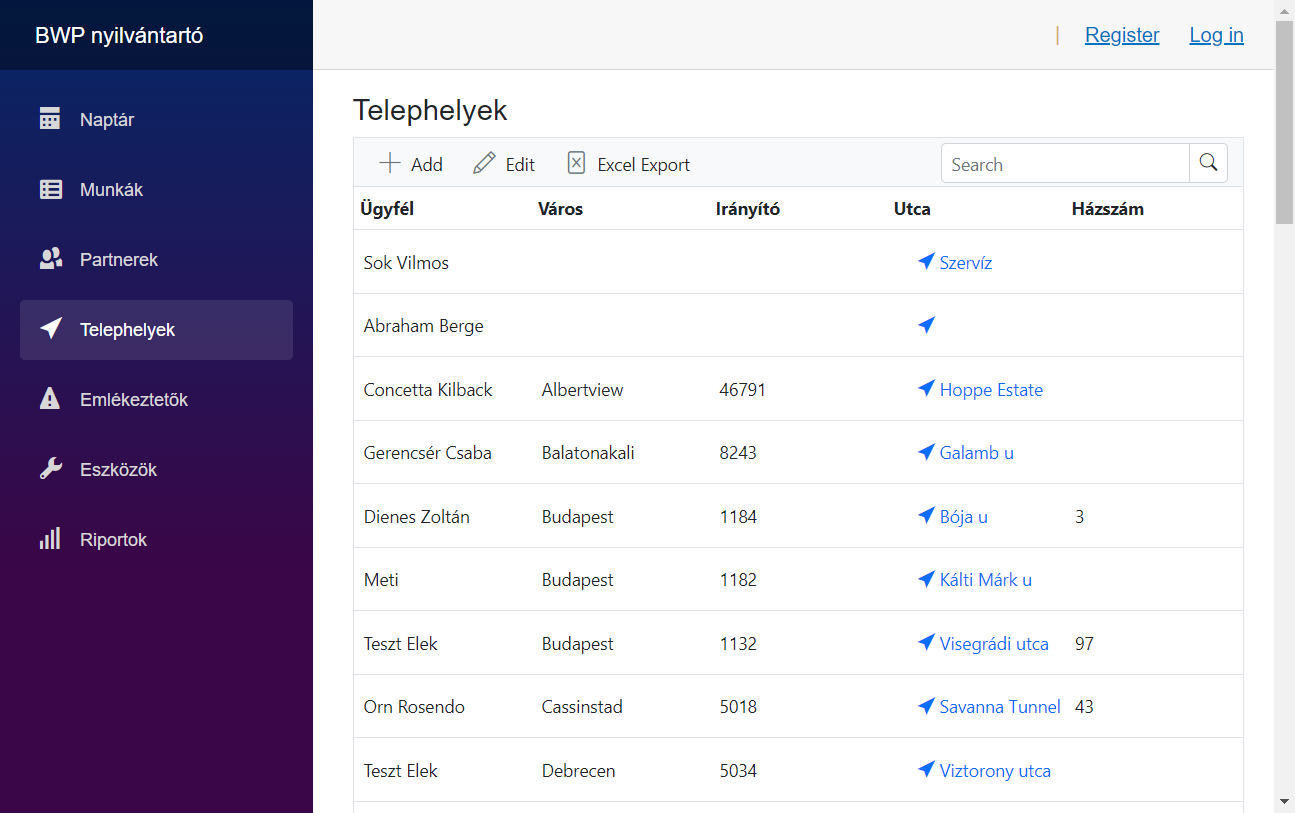 BWP nyilvántartó
Naptár
Munkák
Partnerek
Telephelyek
Emlékeztetők
Eszközök
Riportok
| Register Log in
Telephelyek
Add Edit Excel Export Search
Ügyfél Város Irányító Utca Házszám
Sok Vilmos Szervíz
Abraham Berge
Concetta Kilback Albertview 46791 Hoppe Estate
Gerencsér Csaba Balatonakali 8243 Galamb u
Dienes Zoltán Budapest 1184 Bója u 3
Meti Budapest 1182 Kálti Márk u
Teszt Elek Budapest 1132 Visegrádi utca 97
Orn Rosendo Cassinstad 5018 Savanna Tunnel 43
Teszt Elek Debrecen 5034 Viztorony utca